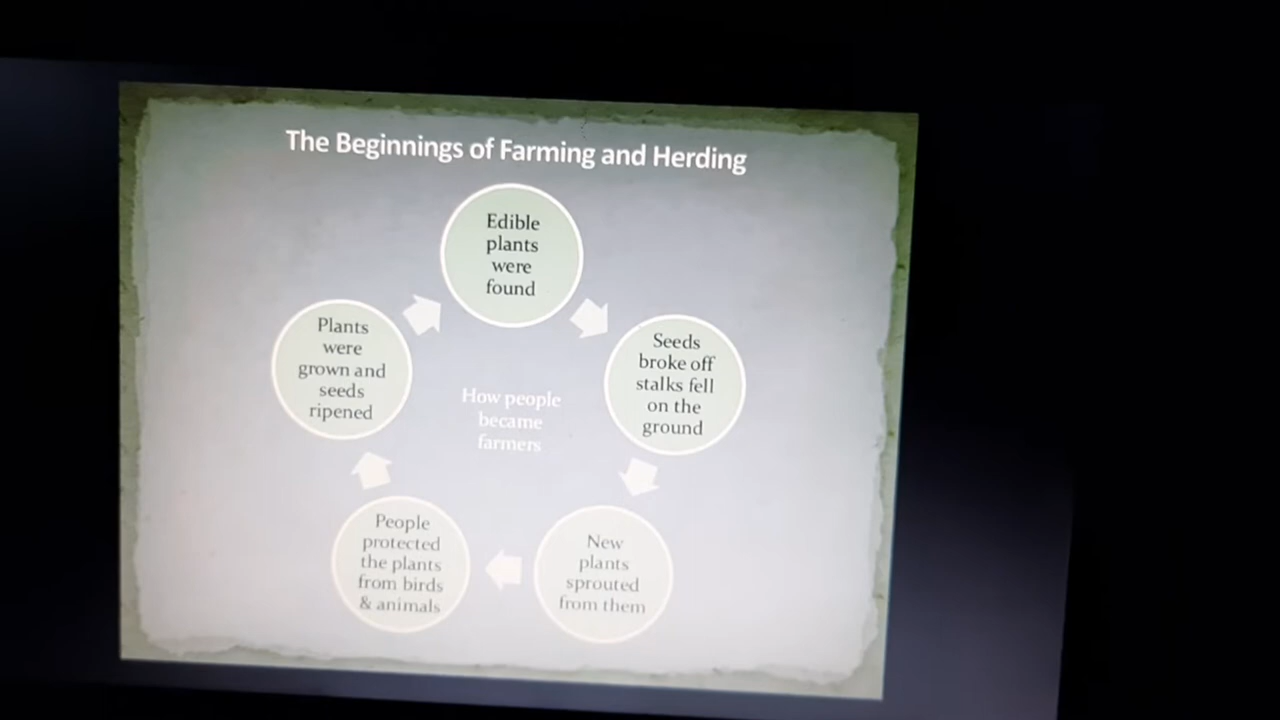 The Beginnings of Farming and Herding
Edible
plants
were
found
Seeds
broke off
stalks fell
on the
ground
New
plants
sprouted
from them
People
protected
the plants
from birds
& animals
Plants
were
grown and
seeds
ripened
How people
became
farmers